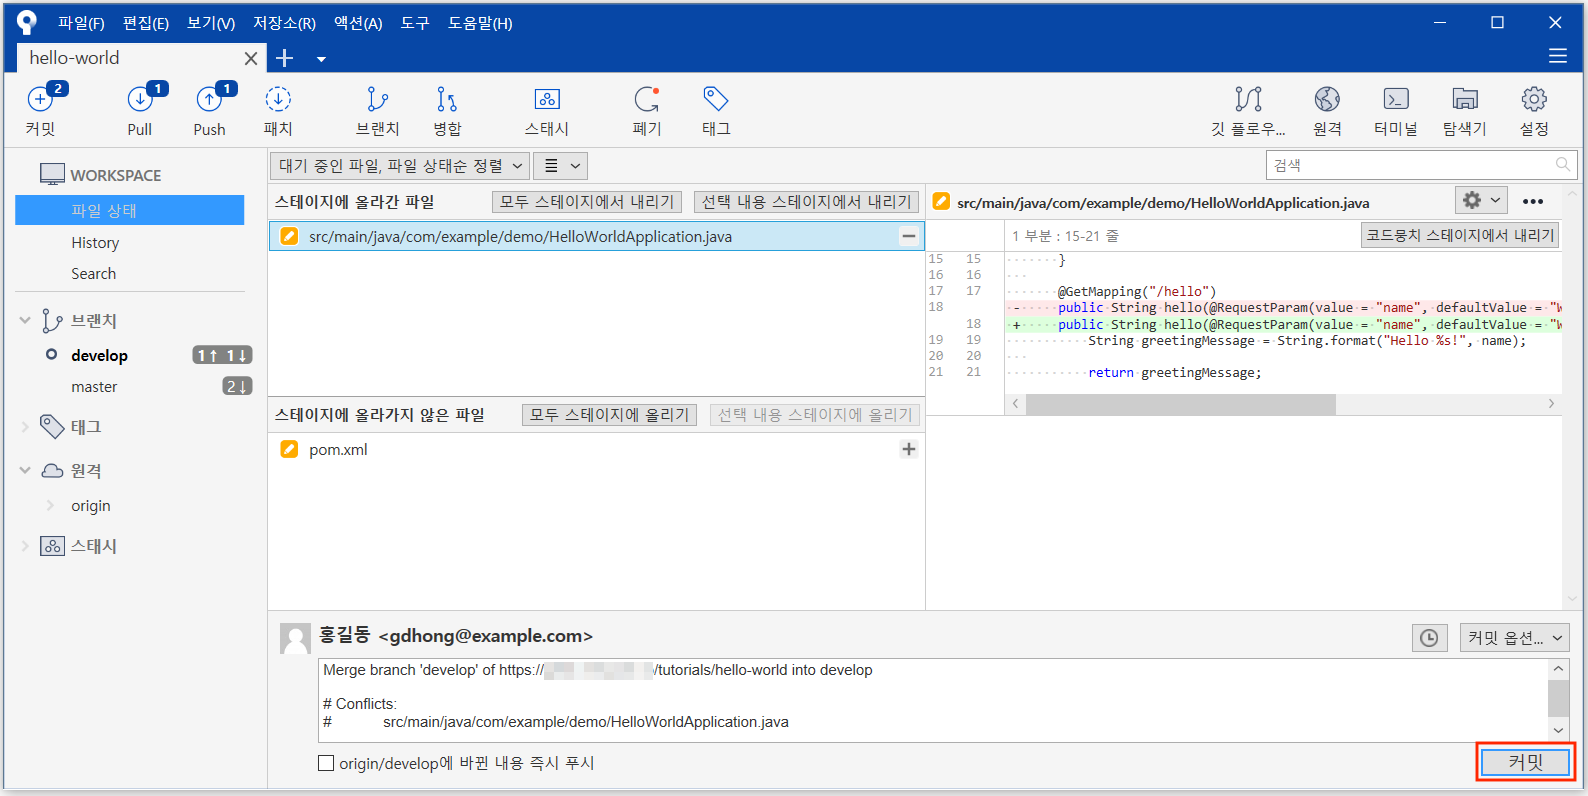 파일(F) 편집(E) 보기(V) 저장소(R) 액션(A) 도구 도움말(H)
hello-world
2 1 1
커밋 Pull Push 패치 브랜치 병합 스태시 폐기 태그 깃 플로우... 원격 터미널 탐색기 설정
WORKSPACE
파일 상태
History
Search
브랜치
develop 1↑ 1↓
master 2↓
태그
원격
origin
스태시
대기 중인 파일, 파일 상태순 정렬
검색
스테이지에 올라간 파일 모두 스테이지에서 내리기 선택 내용 스테이지에서 내리기
src/main/java/com/example/demo/HelloWorldApplication.java
스테이지에 올라가지 않은 파일 모두 스테이지에 올리기 선택 내용 스테이지에 올리기
pom.xml
src/main/java/com/example/demo/HelloWorldApplication.java
1 부분 : 15-21 줄 코드뭉치 스테이지에서 내리기
15 15 }
16 16
17 17 @GetMapping("/hello")
18 - public String hello(@RequestParam(value = "name", defaultValue = "W
18 + public String hello(@RequestParam(value = "name", defaultValue = "W
19 19 String greetingMessage = String.format("Hello %s!", name);
20 20
21 21 return greetingMessage;
홍길동 <gdhong@example.com>
커밋 옵션...
Merge branch 'develop' of https:// /tutorials/hello-world into develop
# Conflicts:
# src/main/java/com/example/demo/HelloWorldApplication.java
origin/develop에 바뀐 내용 즉시 푸시
커밋